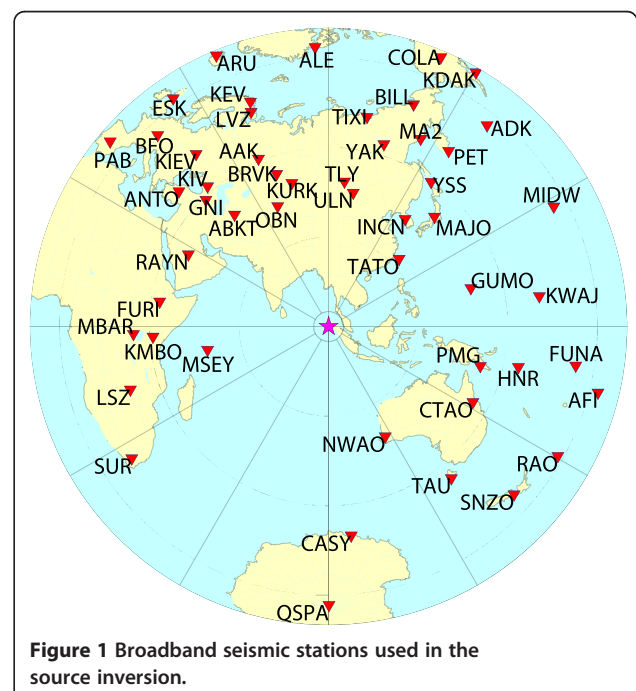 ARU
ALE
COLA
KDAK
ESK
KEV
LVZ
BILL
TIXI
ADK
PAB
BFO
KIEV
AAK
YAK
MA2
PET
BRVK
KURK
TLY
ULN
YSS
ANTO
KIV
GNI
OBN
ABKT
INCN
MAJO
MIDW
RAYN
TATO
GUMO
KWAJ
FURI
MBAR
KMBO
MSEY
PMG
HNR
FUNA
LSZ
CTAO
AFI
NWAO
SUR
TAU
SNZO
RAO
CASY
QSPA
Figure 1 Broadband seismic stations used in the
source inversion.